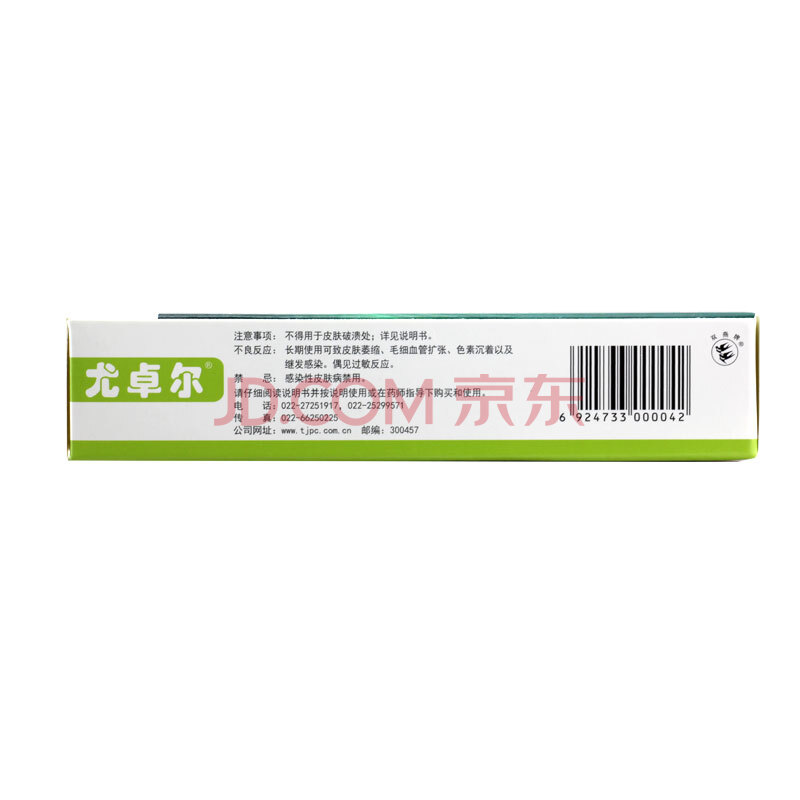 尤卓尔®
注意事项：不得用于皮肤破溃处；详见说明书。
不良反应：长期使用可致皮肤萎缩、毛细血管扩张、色素沉着以及
继发感染。偶见过敏反应。
禁　　忌：感染性皮肤病禁用。
请仔细阅读说明书并按说明使用或在药师指导下购买和使用。
电　　话：022-27251917, 022-25299571
传　　真：022-66250225
公司网址：www.tjpc.com.cn　邮编：300457
6 924733 000042
双燕牌
JD.COM 京东